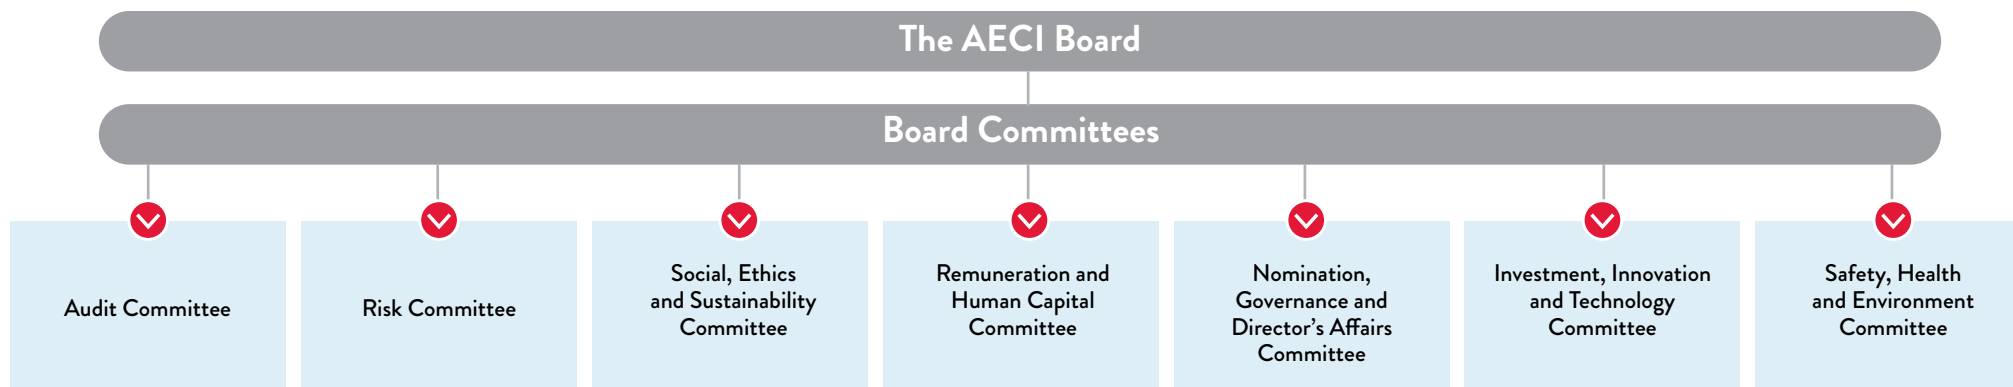 The AECI Board
Board Committees
Audit Committee
Risk Committee
Social, Ethics
and Sustainability
Committee
Remuneration and
Human Capital
Committee
Nomination,
Governance and
Director’s Affairs
Committee
Investment, Innovation
and Technology
Committee
Safety, Health
and Environment
Committee